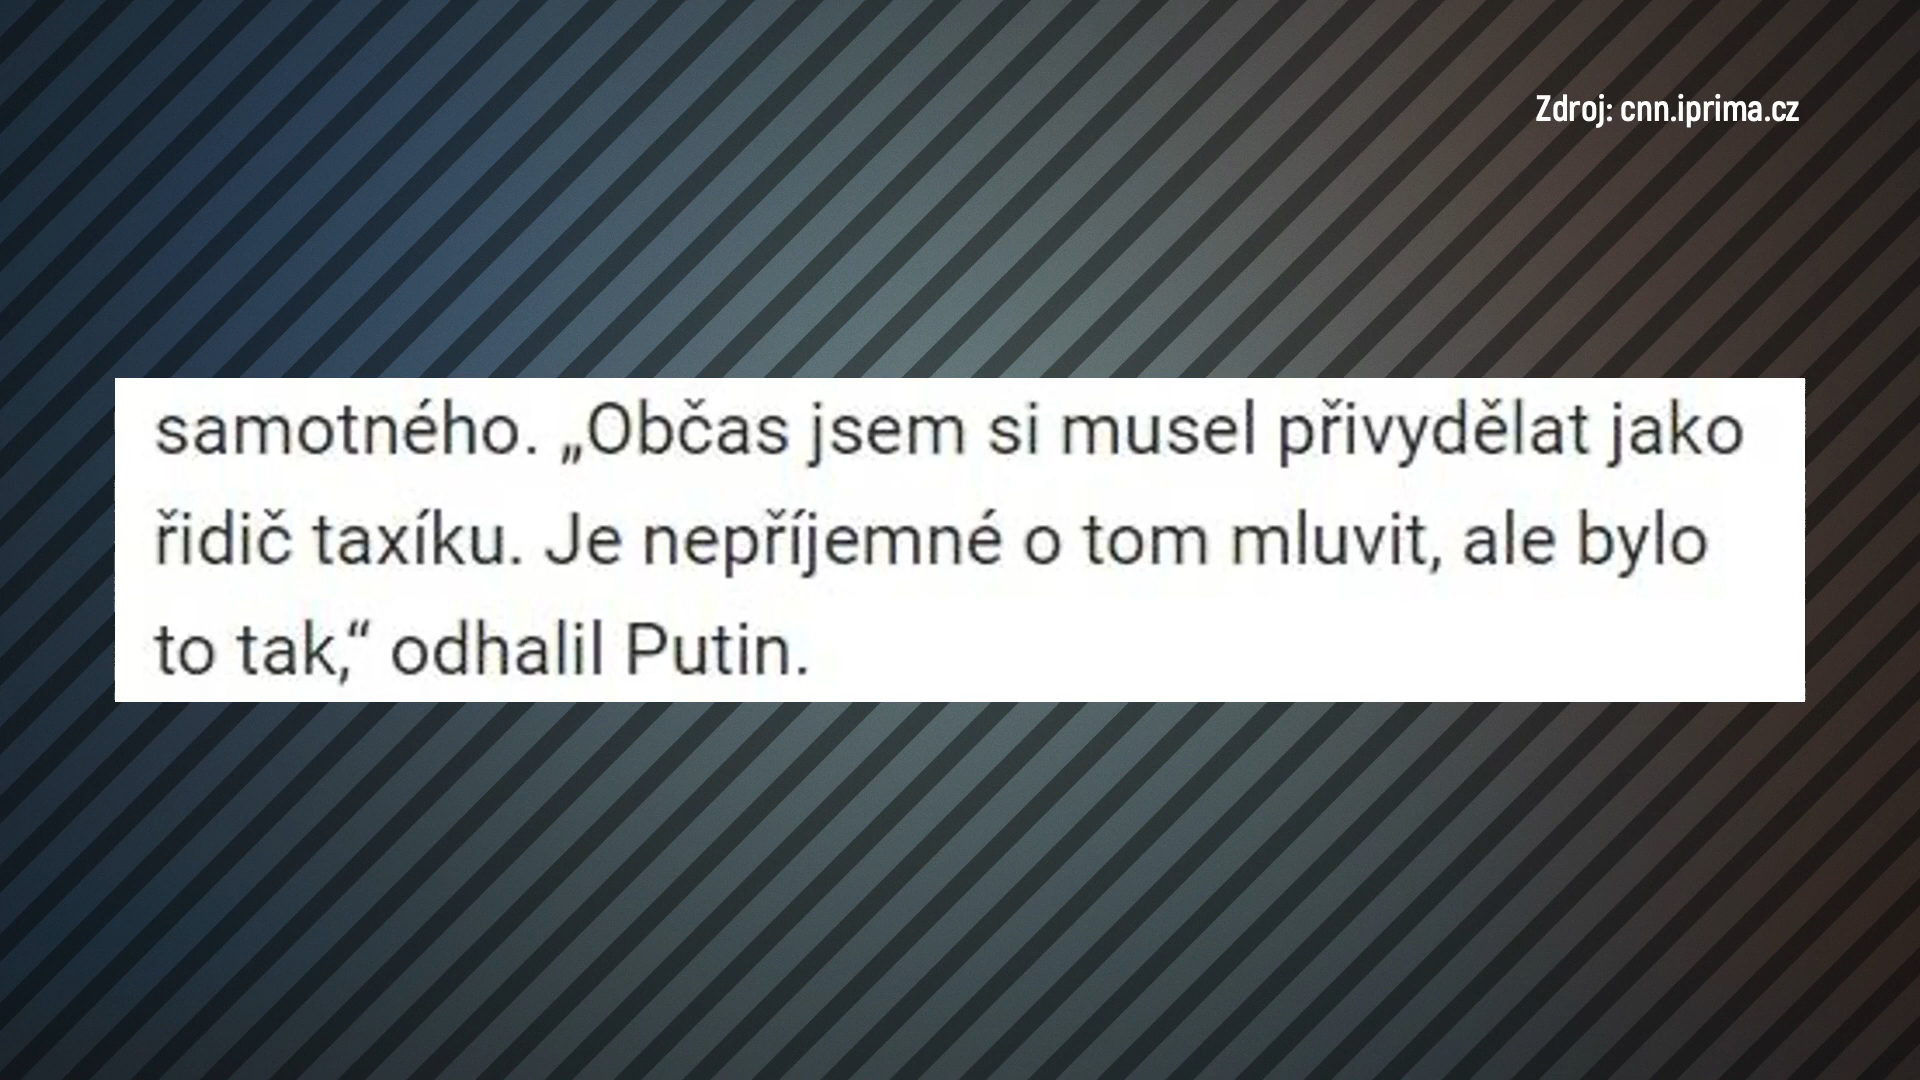 Zdroj: cnn.iprima.cz
samotného. „Občas jsem si musel přivydělat jako
řidič taxíku. Je nepříjemné o tom mluvit, ale bylo
to tak,“ odhalil Putin.